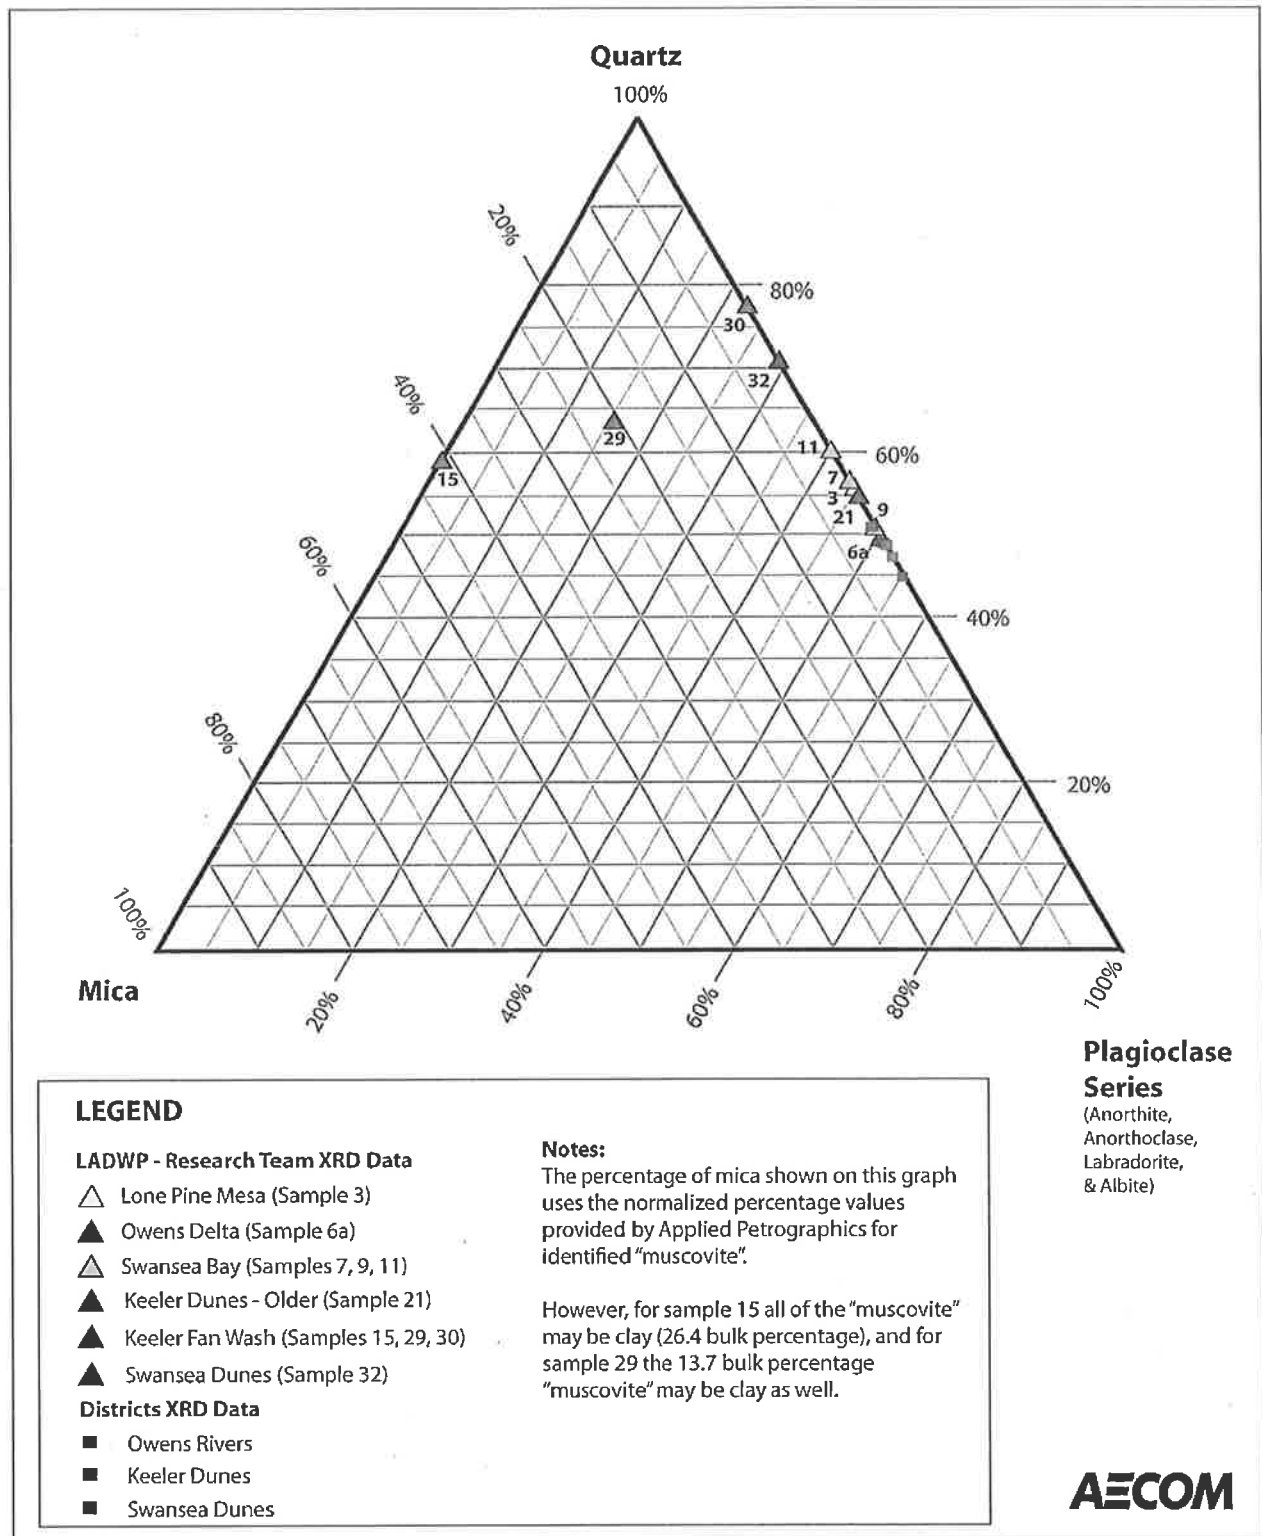 Quartz
100%
20%
80%
30
32
40%
29
11
60%
15
7
3
21
9
6a
60%
40%
80%
20%
100%
Mica
20%
40%
60%
80%
100%
Plagioclase
Series
(Anorthite,
Anorthoclase,
Labradorite,
& Albite)
LEGEND
LADWP - Research Team XRD Data
Lone Pine Mesa (Sample 3)
Owens Delta (Sample 6a)
Swansea Bay (Samples 7, 9, 11)
Keeler Dunes - Older (Sample 21)
Keeler Fan Wash (Samples 15, 29, 30)
Swansea Dunes (Sample 32)
Districts XRD Data
Owens Rivers
Keeler Dunes
Swansea Dunes
Notes:
The percentage of mica shown on this graph
uses the normalized percentage values
provided by Applied Petrographics for
identified "muscovite".
However, for sample 15 all of the "muscovite"
may be clay (26.4 bulk percentage), and for
sample 29 the 13.7 bulk percentage
"muscovite" may be clay as well.
AECOM